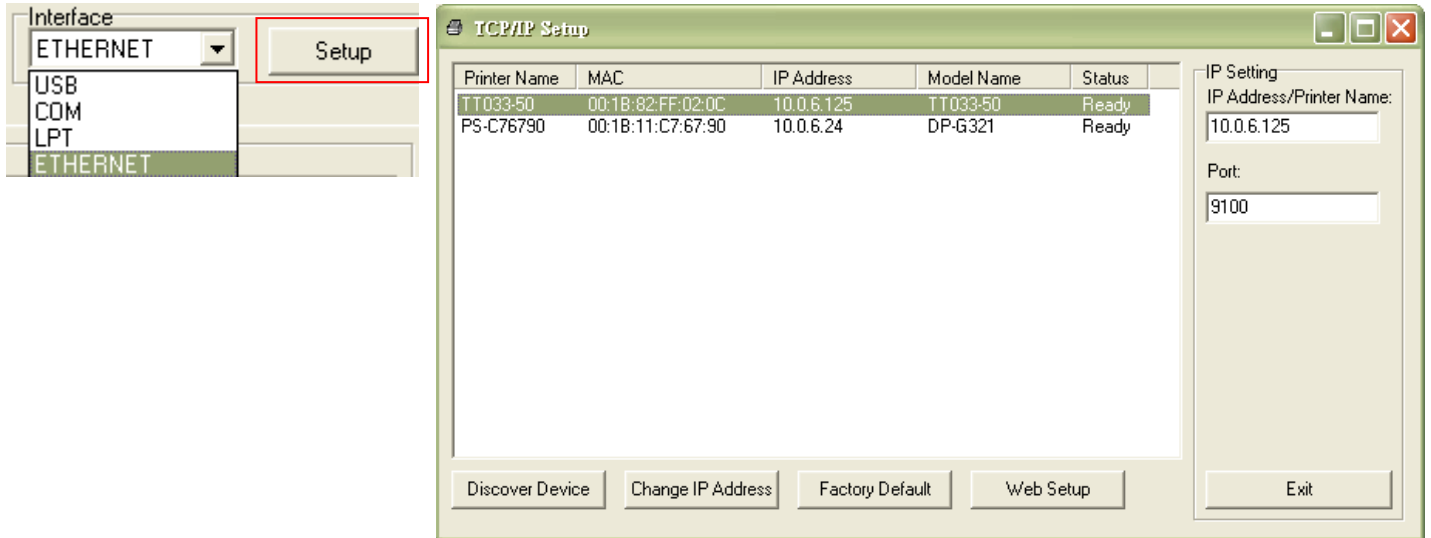 Interface
ETHERNET
Setup
USB
COM
LPT
ETHERNET
TCP/IP Setup
Printer Name MAC IP Address Model Name Status
TT033-50 00:1B:82:FF:02:0C 10.0.6.125 TT033-50 Ready
PS-C76790 00:1B:11:C7:67:90 10.0.6.24 DP-G321 Ready
IP Setting
IP Address/Printer Name:
10.0.6.125
Port:
9100
Discover Device Change IP Address Factory Default Web Setup Exit